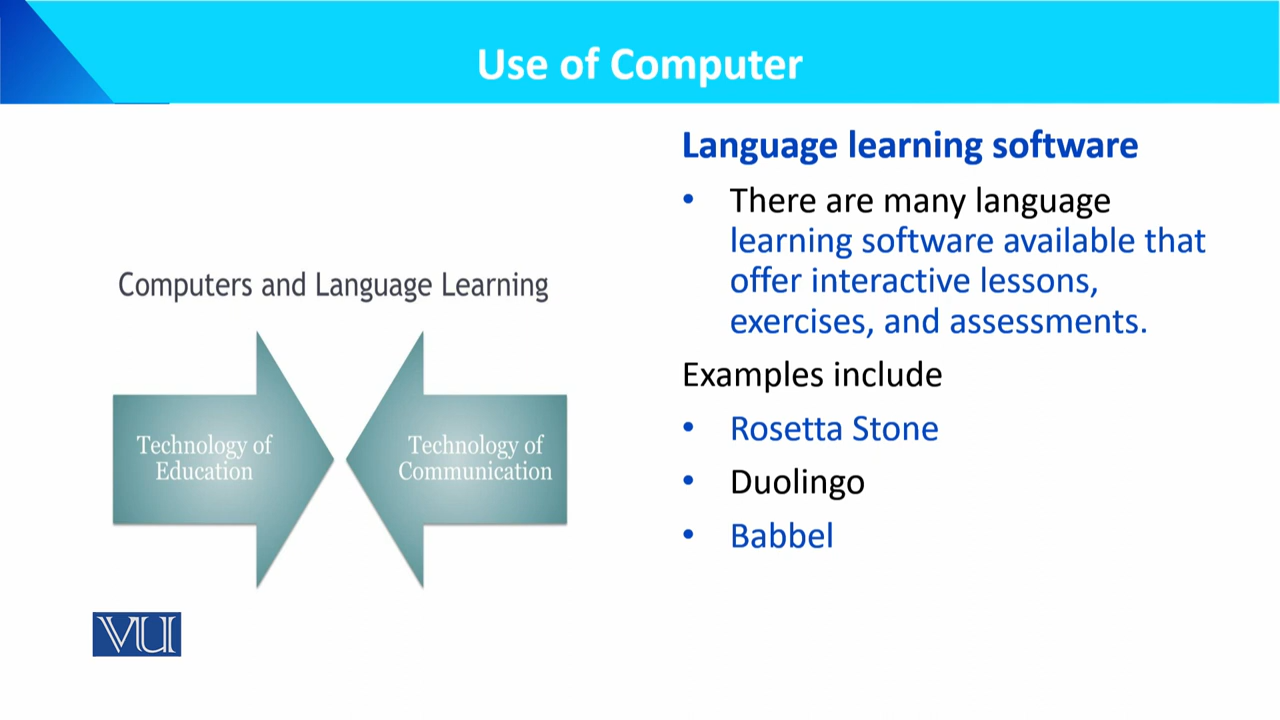 Use of Computer
Computers and Language Learning
Technology of
Education
Technology of
Communication
VU
Language learning software
• There are many language
learning software available that
offer interactive lessons,
exercises, and assessments.
Examples include
• Rosetta Stone
• Duolingo
• Babbel